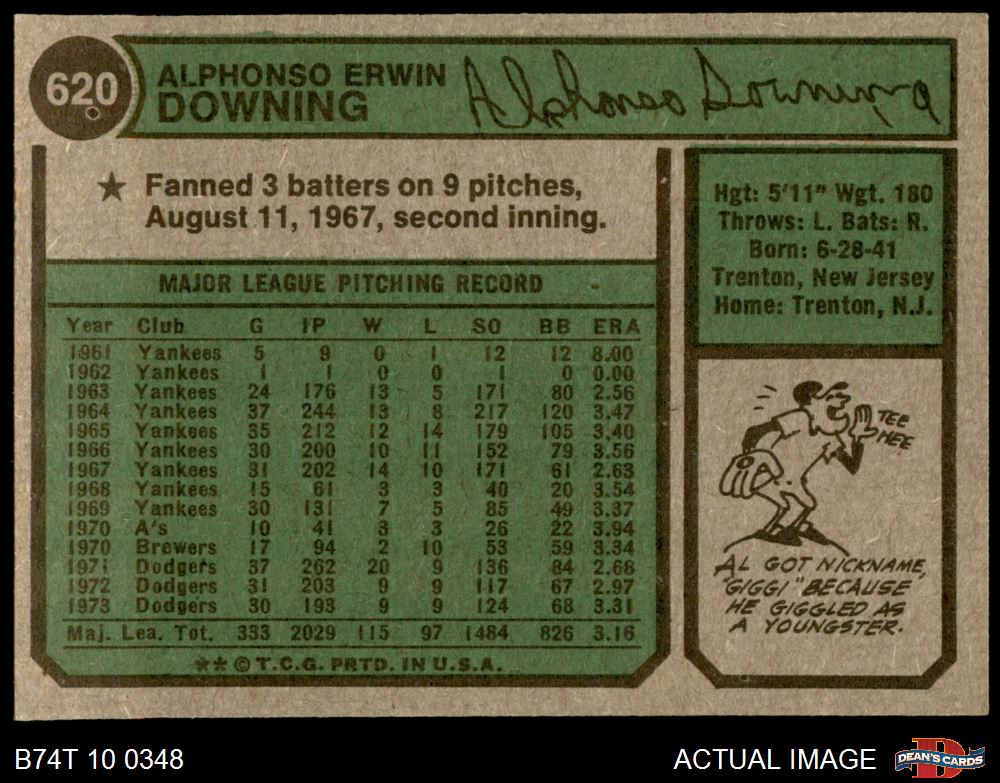 620
ALPHONSO ERWIN
DOWNING
Alphonso Downing
★ Fanned 3 batters on 9 pitches,
August 11, 1967, second inning.
MAJOR LEAGUE PITCHING RECORD
Year Club G IP W L SO BB ERA
1961 Yankees 5 9 0 1 12 12 8.00
1962 Yankees 1 1 0 0 1 0 0.00
1963 Yankees 24 176 13 5 171 80 2.56
1964 Yankees 37 244 13 8 217 120 3.47
1965 Yankees 35 212 12 14 179 105 3.40
1966 Yankees 30 200 10 11 152 79 3.56
1967 Yankees 31 202 14 10 171 61 2.63
1968 Yankees 15 61 3 3 40 20 3.54
1969 Yankees 30 131 7 5 85 49 3.37
1970 A's 10 41 3 3 26 22 3.94
1970 Brewers 17 94 2 10 53 59 3.34
1971 Dodgers 37 262 20 9 136 84 2.68
1972 Dodgers 31 203 9 9 117 67 2.97
1973 Dodgers 30 193 9 9 124 68 3.31
Maj. Lea. Tot. 333 2029 115 97 1484 826 3.16
★★ © T.C.G. PRTD. IN U.S.A.
Hgt: 5'11" Wgt. 180
Throws: L. Bats: R.
Born: 6-28-41
Trenton, New Jersey
Home: Trenton, N.J.
TEE
HEE
AL GOT NICKNAME,
"GIGGI" BECAUSE
HE GIGGLED AS
A YOUNGSTER.
B74T 10 0348
ACTUAL IMAGE
DEAN'S CARDS